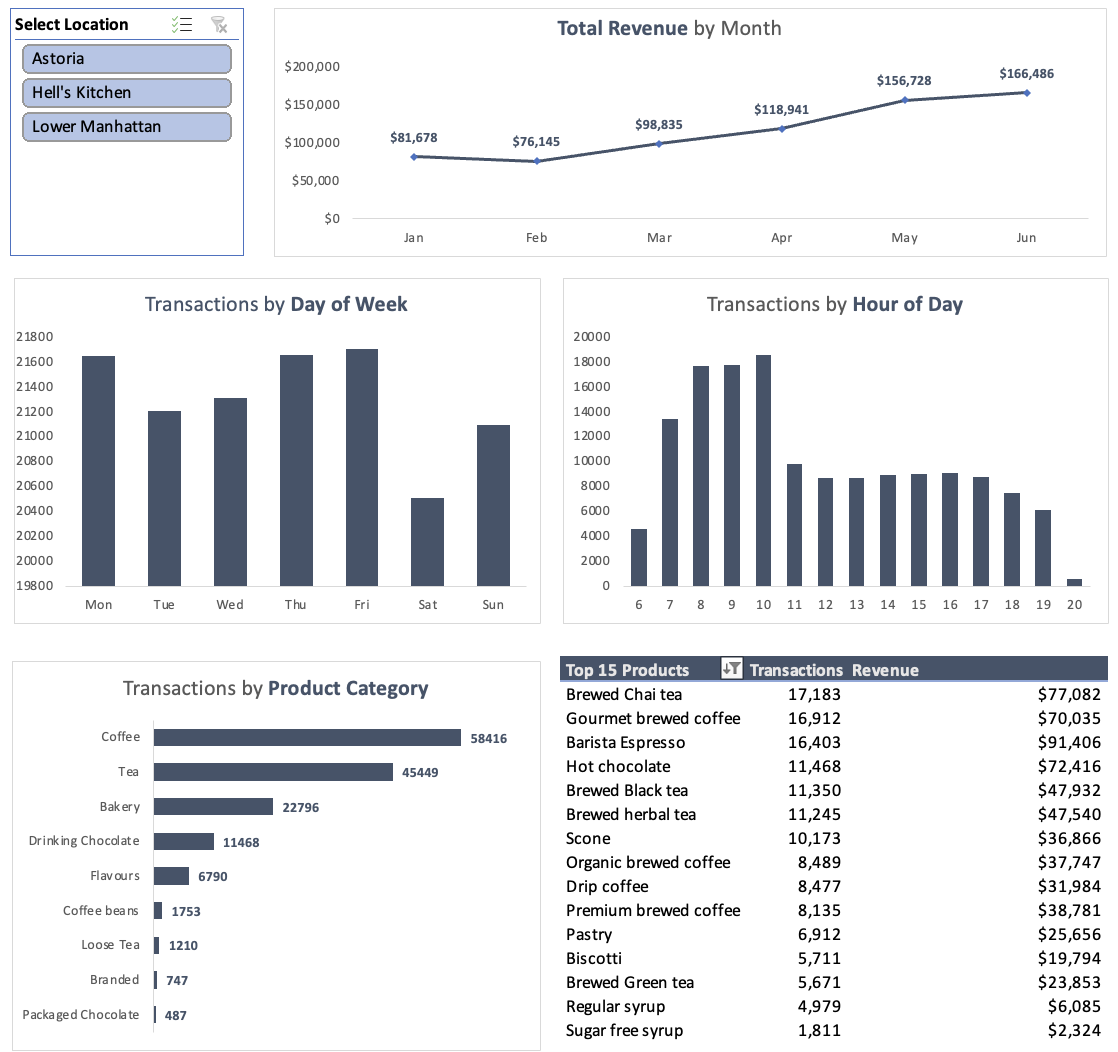 Select Location
Astoria
Hell's Kitchen
Lower Manhattan
Total Revenue by Month
$200,000
$150,000
$100,000
$50,000
$0
$81,678
$76,145
$98,835
$118,941
$156,728
$166,486
Jan Feb Mar Apr May Jun
Transactions by Day of Week
21800
21600
21400
21200
21000
20800
20600
20400
20200
20000
19800
Mon Tue Wed Thu Fri Sat Sun
Transactions by Hour of Day
20000
18000
16000
14000
12000
10000
8000
6000
4000
2000
0
6 7 8 9 10 11 12 13 14 15 16 17 18 19 20
Transactions by Product Category
Coffee 58416
Tea 45449
Bakery 22796
Drinking Chocolate 11468
Flavours 6790
Coffee beans 1753
Loose Tea 1210
Branded 747
Packaged Chocolate 487
Top 15 Products Transactions Revenue
Brewed Chai tea 17,183 $77,082
Gourmet brewed coffee 16,912 $70,035
Barista Espresso 16,403 $91,406
Hot chocolate 11,468 $72,416
Brewed Black tea 11,350 $47,932
Brewed herbal tea 11,245 $47,540
Scone 10,173 $36,866
Organic brewed coffee 8,489 $37,747
Drip coffee 8,477 $31,984
Premium brewed coffee 8,135 $38,781
Pastry 6,912 $25,656
Biscotti 5,711 $19,794
Brewed Green tea 5,671 $23,853
Regular syrup 4,979 $6,085
Sugar free syrup 1,811 $2,324